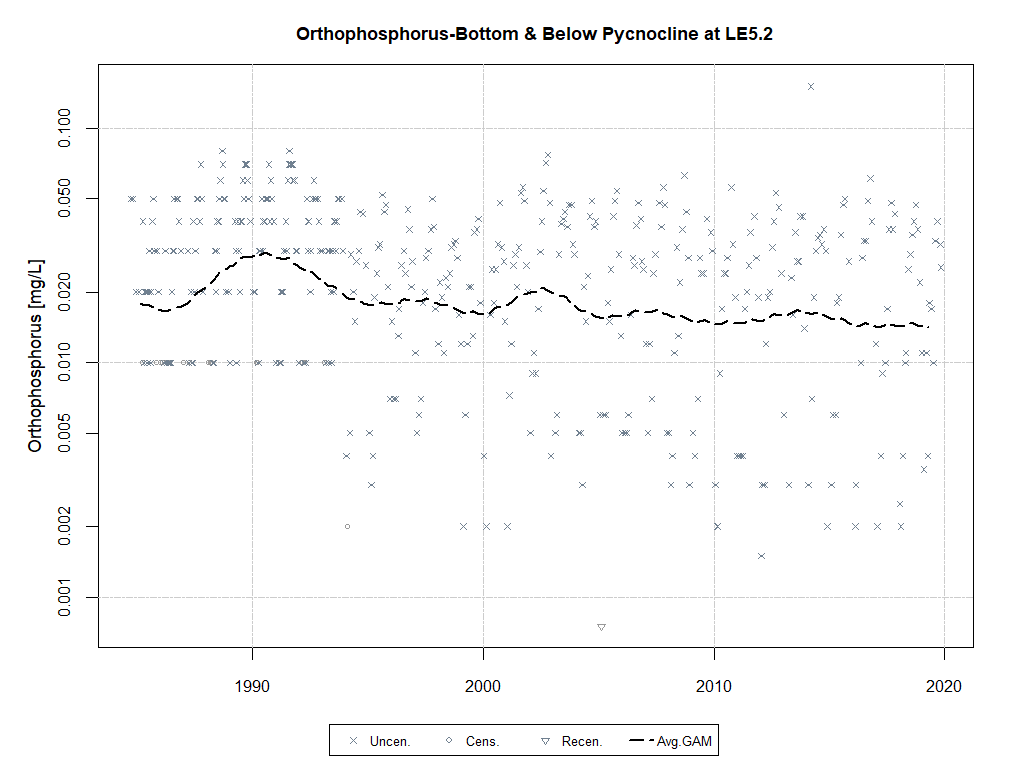 Orthophosphorus-Bottom & Below Pycnocline at LE5.2
Orthophosphorus [mg/L]
0.100
0.050
0.020
0.010
0.005
0.002
0.001
1990 2000 2010 2020
Uncen. Cens. Recen. Avg.GAM